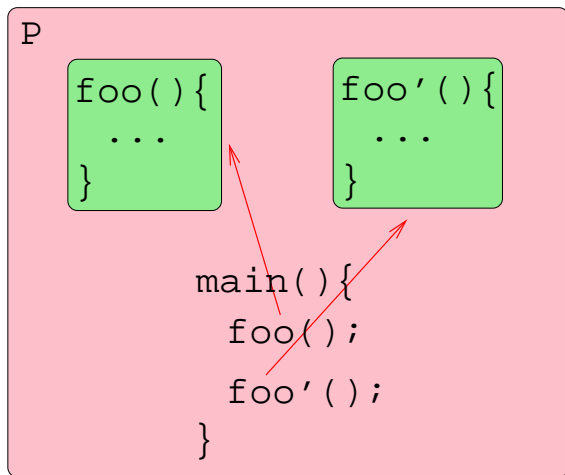 P
foo(){
...
}
foo’(){
...
}
main(){
foo();
foo’();
}